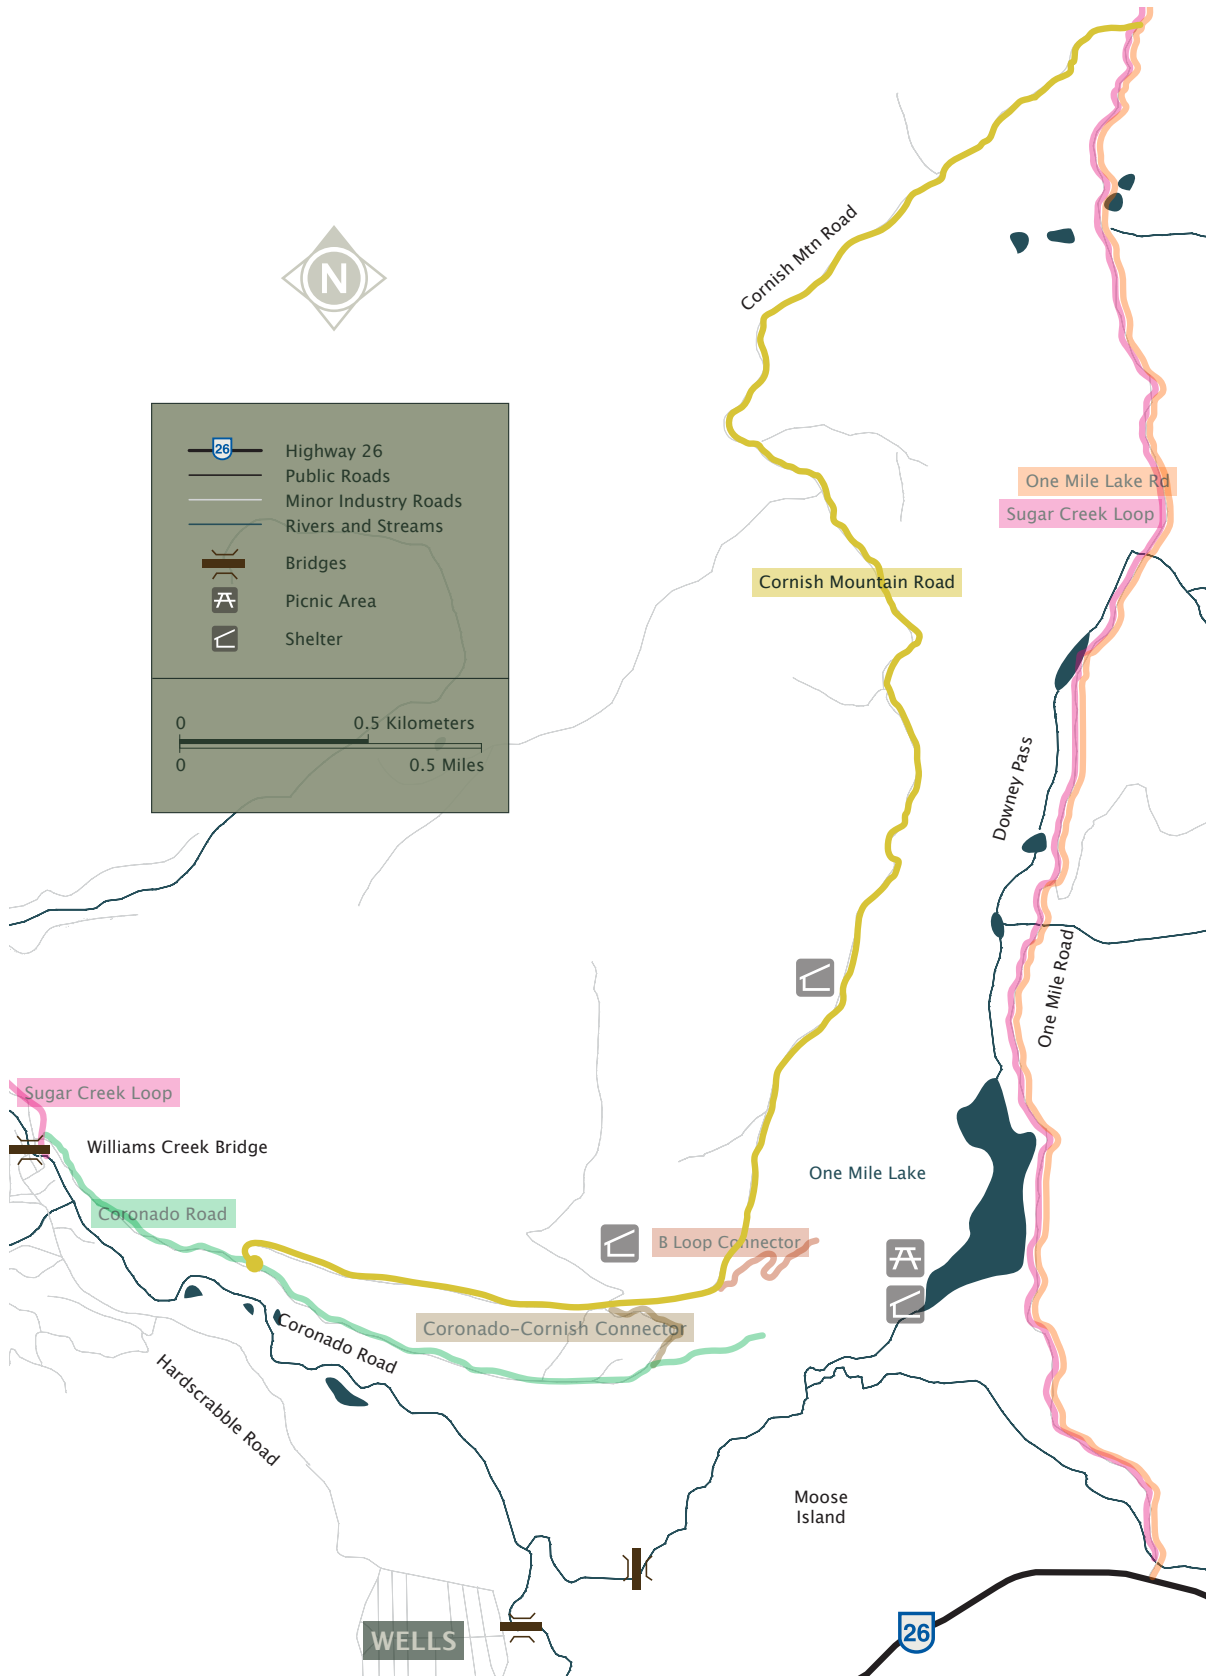 Cornish Mtn Road
N
26
Highway 26
Public Roads
Minor Industry Roads
Rivers and Streams
Bridges
Picnic Area
Shelter
0
0.5 Kilometers
0
0.5 Miles
One Mile Lake Rd
Sugar Creek Loop
Cornish Mountain Road
Downey Pass
One Mile Road
Sugar Creek Loop
Williams Creek Bridge
One Mile Lake
Coronado Road
B Loop Connector
Coronado-Cornish Connector
Coronado Road
Hardscrabble Road
Moose
Island
26
WELLS